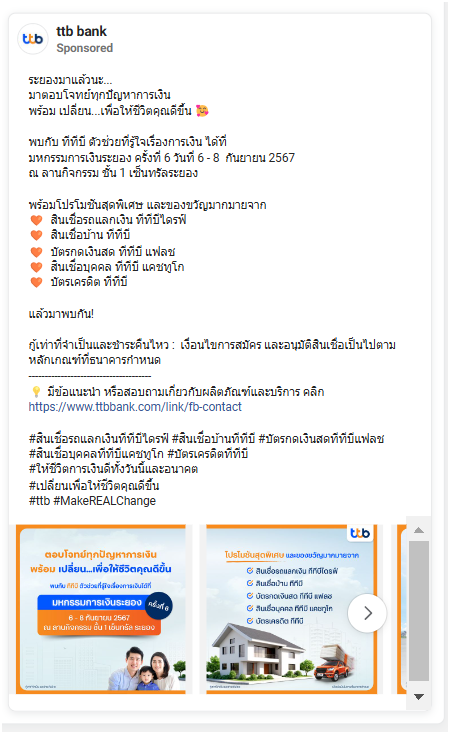 ttb
ttb bank
Sponsored
ระยองมาแล้วนะ...
มาตอบโจทย์ทุกปัญหาการเงิน
พร้อม เปลี่ยน...เพื่อให้ชีวิตคุณดีขึ้น 🥰
พบกับ ทีทีบี ตัวช่วยที่รู้ใจเรื่องการเงิน ได้ที่
มหกรรมการเงินระยอง ครั้งที่ 6 วันที่ 6 - 8 กันยายน 2567
ณ ลานกิจกรรม ชั้น 1 เซ็นทรัลระยอง
พร้อมโปรโมชันสุดพิเศษ และของขวัญมากมายจาก
🧡 สินเชื่อรถแลกเงิน ทีทีบีไดรฟ์
🧡 สินเชื่อบ้าน ทีทีบี
🧡 บัตรกดเงินสด ทีทีบี แฟลช
🧡 สินเชื่อบุคคล ทีทีบี แคชทูโก
🧡 บัตรเครดิต ทีทีบี
แล้วมาพบกัน!
กู้เท่าที่จำเป็นและชำระคืนไหว : เงื่อนไขการสมัคร และอนุมัติสินเชื่อเป็นไปตาม
หลักเกณฑ์ที่ธนาคารกำหนด
-------------------------------------
💡 มีข้อแนะนำ หรือสอบถามเกี่ยวกับผลิตภัณฑ์และบริการ คลิก
https://www.ttbbank.com/link/fb-contact
#สินเชื่อรถแลกเงินทีทีบีไดรฟ์ #สินเชื่อบ้านทีทีบี #บัตรกดเงินสดทีทีบีแฟลช
#สินเชื่อบุคคลทีทีบีแคชทูโก #บัตรเครดิตทีทีบี
#ให้ชีวิตการเงินดีทั้งวันนี้และอนาคต
#เปลี่ยนเพื่อให้ชีวิตคุณดีขึ้น
#ttb #MakeREALChange
ตอบโจทย์ทุกปัญหาการเงิน
พร้อม เปลี่ยน...เพื่อให้ชีวิตคุณดีขึ้น
พบกับ ทีทีบี ตัวช่วยที่รู้ใจเรื่องการเงินได้ที่
มหกรรมการเงินระยอง ครั้งที่ 6
6 - 8 กันยายน 2567
ณ ลานกิจกรรม ชั้น 1 เซ็นทรัล ระยอง
ttb
โปรโมชันสุดพิเศษ และของขวัญมากมายจาก
สินเชื่อรถแลกเงิน ทีทีบีไดรฟ์
สินเชื่อบ้าน ทีทีบี
บัตรกดเงินสด ทีทีบี แฟลช
สินเชื่อบุคคล ทีทีบี แคชทูโก
บัตรเครดิต ทีทีบี